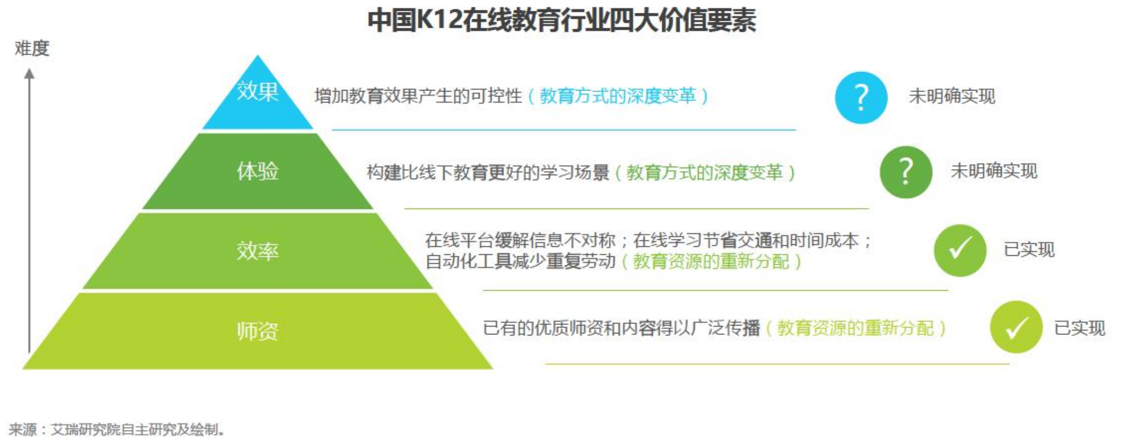 中国K12在线教育行业四大价值要素
难度
效果
增加教育效果产生的可控性（教育方式的深度变革）
?
未明确实现
体验
构建比线下教育更好的学习场景（教育方式的深度变革）
?
未明确实现
效率
在线平台缓解信息不对称；在线学习节省交通和时间成本；
自动化工具减少重复劳动（教育资源的重新分配）
已实现
师资
已有的优质师资和内容得以广泛传播（教育资源的重新分配）
已实现
来源：艾瑞研究院自主研究及绘制。